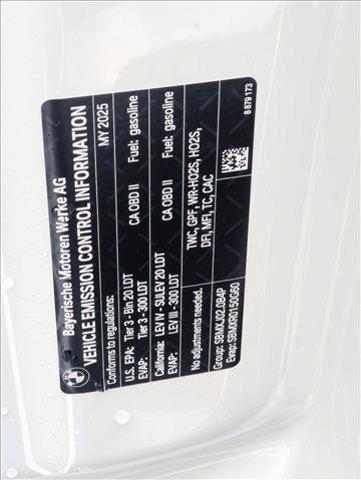 BMW
Bayerische Motoren Werke AG
VEHICLE EMISSION CONTROL INFORMATION MY 2025
Conforms to regulations:
U.S. EPA: Tier 3 - Bin 20 LDT CA OBD II Fuel: gasoline
EVAP: Tier 3 - 300 LDT
California: LEV IV - SULEV 20 LDT CA OBD II Fuel: gasoline
EVAP: LEV III - 300 LDT
No adjustments needed. TWC, GPF, WR-HO2S, HO2S,
Group: SBMXJ02.0B4P DFI, MFI, TC, CAC
Evap: SBMXR0150G60
8 879 173